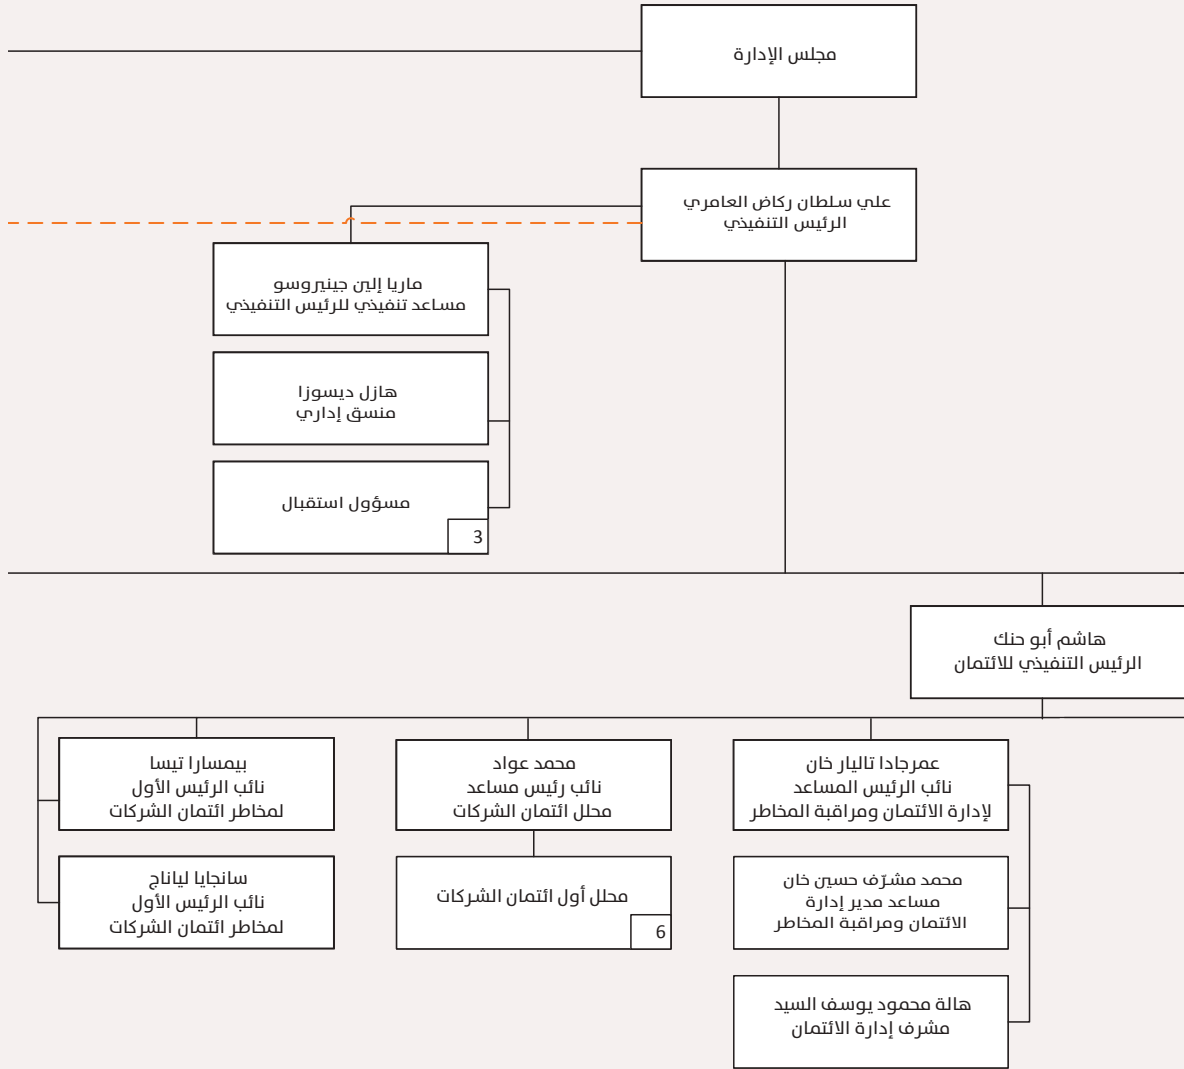 مجلس الإدارة
علي سلطان ركاض العامري
الرئيس التنفيذي
ماريا إلين جينيروسو
مساعد تنفيذي للرئيس التنفيذي
هازل ديسوزا
منسق إداري
مسؤول استقبال
3
هاشم أبو حنك
الرئيس التنفيذي للائتمان
عمرجادا تاليار خان
نائب الرئيس المساعد
لإدارة الائتمان ومراقبة المخاطر
محمد مشرّف حسين خان
مساعد مدير إدارة
الائتمان ومراقبة المخاطر
هالة محمود يوسف السيد
مشرف إدارة الائتمان
محمد عواد
نائب رئيس مساعد
محلل ائتمان الشركات
محلل أول ائتمان الشركات
6
بيمسارا تيسا
نائب الرئيس الأول
لمخاطر ائتمان الشركات
سانجايا لياناج
نائب الرئيس الأول
لمخاطر ائتمان الشركات